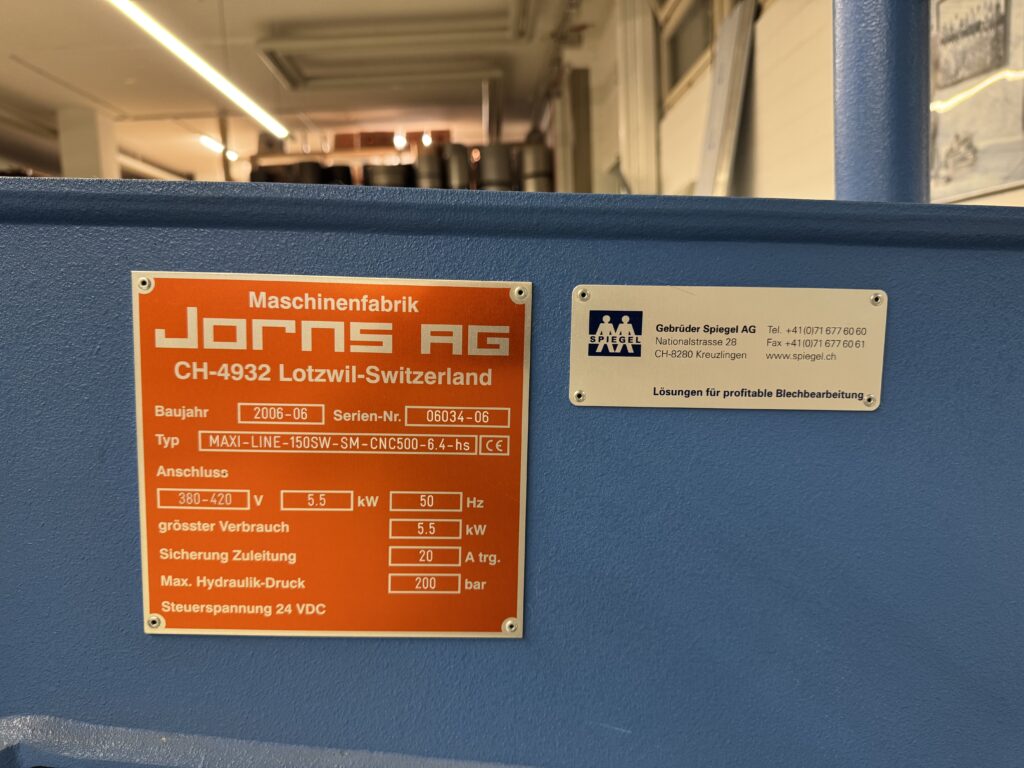 Maschinenfabrik
Jorns AG
CH-4932 Lotzwil-Switzerland
Baujahr 2006-06 Serien-Nr. 06034-06
Typ MAXI-LINE-150SW-SM-CNC500-6.4-hs CE
Anschluss
380-420 V 5.5 kW 50 Hz
grösster Verbrauch 5.5 kW
Sicherung Zuleitung 20 A trg.
Max. Hydraulik-Druck 200 bar
Steuerspannung 24 VDC
SPIEGEL
Gebrüder Spiegel AG Tel. +41(0)71 677 60 60
Nationalstrasse 28 Fax +41(0)71 677 60 61
CH-8280 Kreuzlingen www.spiegel.ch
Lösungen für profitable Blechbearbeitung